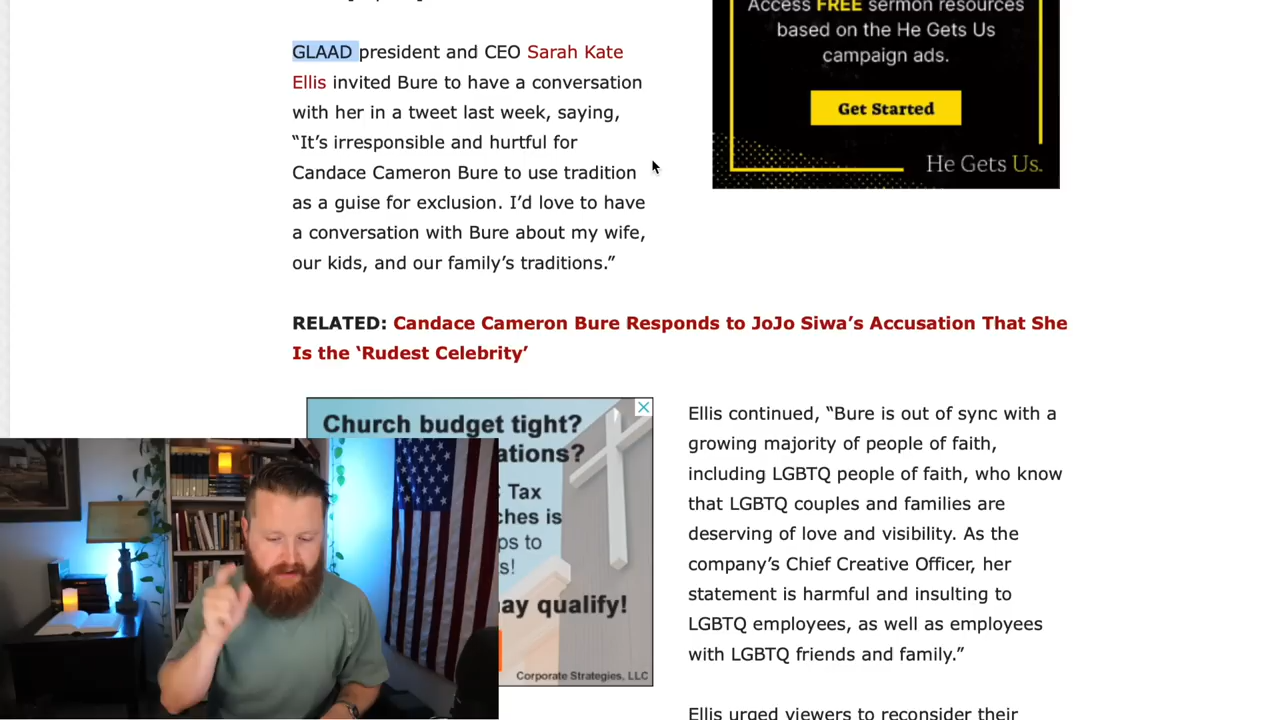 Access FREE sermon resources
based on the He Gets Us
campaign ads.
Get Started
He Gets Us.
GLAAD president and CEO Sarah Kate
Ellis invited Bure to have a conversation
with her in a tweet last week, saying,
“It’s irresponsible and hurtful for
Candace Cameron Bure to use tradition
as a guise for exclusion. I’d love to have
a conversation with Bure about my wife,
our kids, and our family’s traditions.”
RELATED: Candace Cameron Bure Responds to JoJo Siwa’s Accusation That She
Is the ‘Rudest Celebrity’
Church budget tight?
ations?
Tax
ches is
ps to
s!
ay qualify!
Corporate Strategies, LLC
Ellis continued, “Bure is out of sync with a
growing majority of people of faith,
including LGBTQ people of faith, who know
that LGBTQ couples and families are
deserving of love and visibility. As the
company’s Chief Creative Officer, her
statement is harmful and insulting to
LGBTQ employees, as well as employees
with LGBTQ friends and family.”
Ellis urged viewers to reconsider their